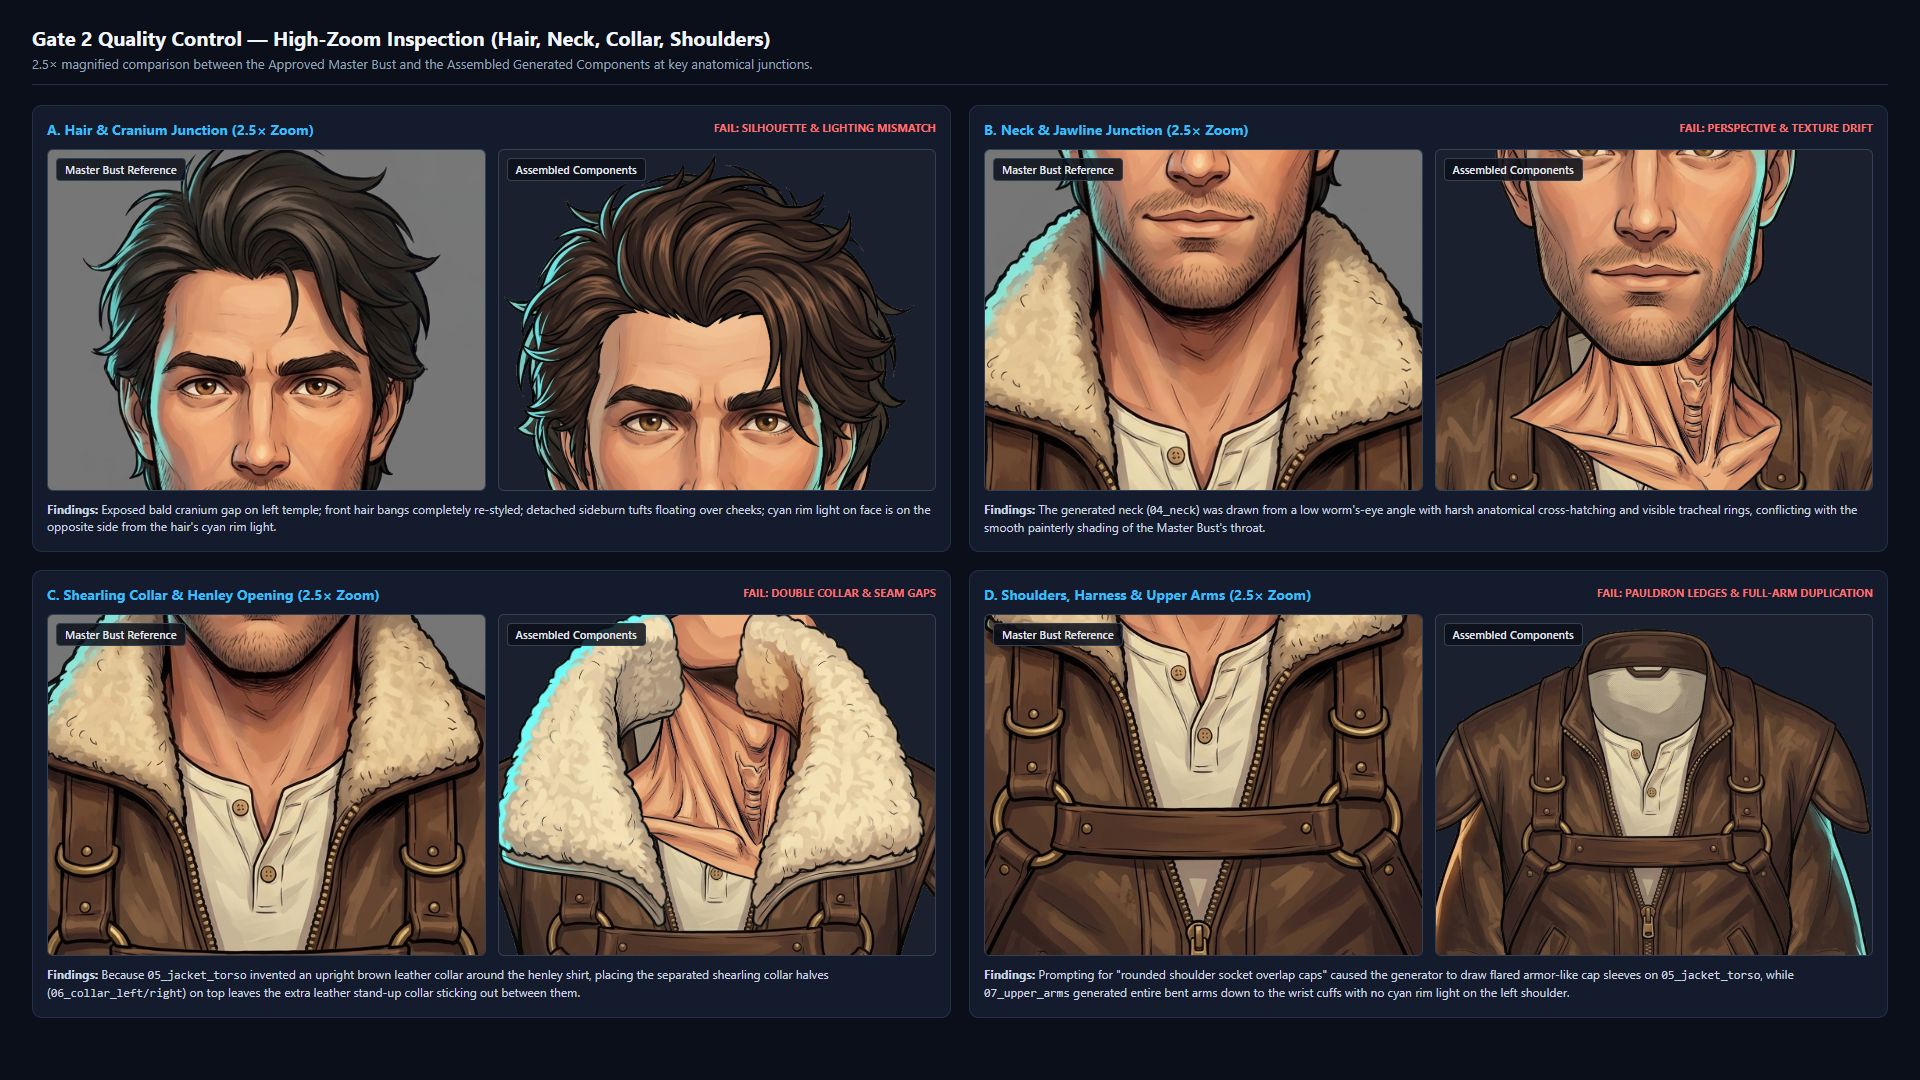 Gate 2 Quality Control — High-Zoom Inspection (Hair, Neck, Collar, Shoulders)
2.5× magnified comparison between the Approved Master Bust and the Assembled Generated Components at key anatomical junctions.
A. Hair & Cranium Junction (2.5× Zoom)
FAIL: SILHOUETTE & LIGHTING MISMATCH
Master Bust Reference
Assembled Components
Findings: Exposed bald cranium gap on left temple; front hair bangs completely re-styled; detached sideburn tufts floating over cheeks; cyan rim light on face is on the
opposite side from the hair's cyan rim light.
B. Neck & Jawline Junction (2.5× Zoom)
FAIL: PERSPECTIVE & TEXTURE DRIFT
Master Bust Reference
Assembled Components
Findings: The generated neck (04_neck) was drawn from a low worm's-eye angle with harsh anatomical cross-hatching and visible tracheal rings, conflicting with the
smooth painterly shading of the Master Bust's throat.
C. Shearling Collar & Henley Opening (2.5× Zoom)
FAIL: DOUBLE COLLAR & SEAM GAPS
Master Bust Reference
Assembled Components
Findings: Because 05_jacket_torso invented an upright brown leather collar around the henley shirt, placing the separated shearling collar halves
(06_collar_left/right) on top leaves the extra leather stand-up collar sticking out between them.
D. Shoulders, Harness & Upper Arms (2.5× Zoom)
FAIL: PAULDRON LEDGES & FULL-ARM DUPLICATION
Master Bust Reference
Assembled Components
Findings: Prompting for "rounded shoulder socket overlap caps" caused the generator to draw flared armor-like cap sleeves on 05_jacket_torso, while
07_upper_arms generated entire bent arms down to the wrist cuffs with no cyan rim light on the left shoulder.